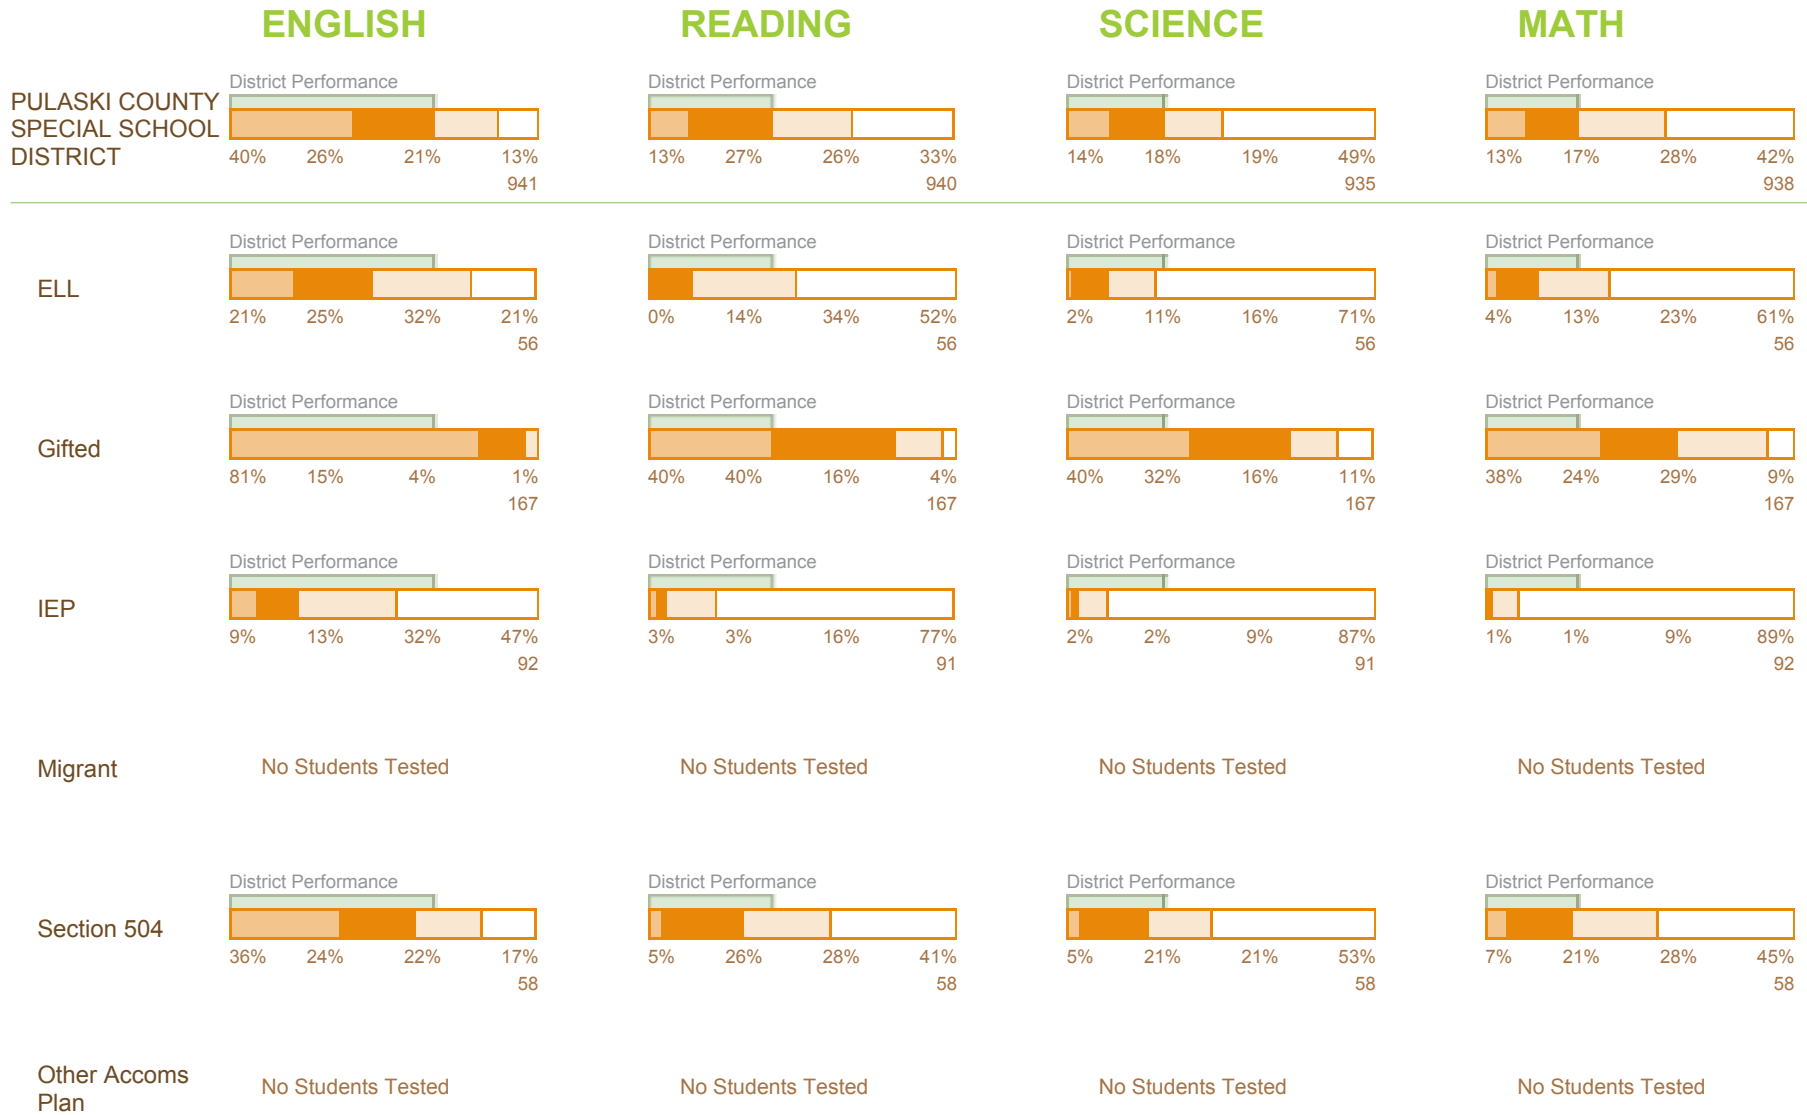 ENGLISH READING SCIENCE MATH
District Performance District Performance District Performance District Performance
PULASKI COUNTY
SPECIAL SCHOOL
DISTRICT
40% 26% 21% 13% 13% 27% 26% 33% 14% 18% 19% 49% 13% 17% 28% 42%
941 940 935 938
District Performance District Performance District Performance District Performance
ELL
21% 25% 32% 21% 0% 14% 34% 52% 2% 11% 16% 71% 4% 13% 23% 61%
56 56 56 56
District Performance District Performance District Performance District Performance
Gifted
81% 15% 4% 1% 40% 40% 16% 4% 40% 32% 16% 11% 38% 24% 29% 9%
167 167 167 167
District Performance District Performance District Performance District Performance
IEP
9% 13% 32% 47% 3% 3% 16% 77% 2% 2% 9% 87% 1% 1% 9% 89%
92 91 91 92
Migrant No Students Tested No Students Tested No Students Tested No Students Tested
District Performance District Performance District Performance District Performance
Section 504
36% 24% 22% 17% 5% 26% 28% 41% 5% 21% 21% 53% 7% 21% 28% 45%
58 58 58 58
Other Accoms
Plan
No Students Tested No Students Tested No Students Tested No Students Tested